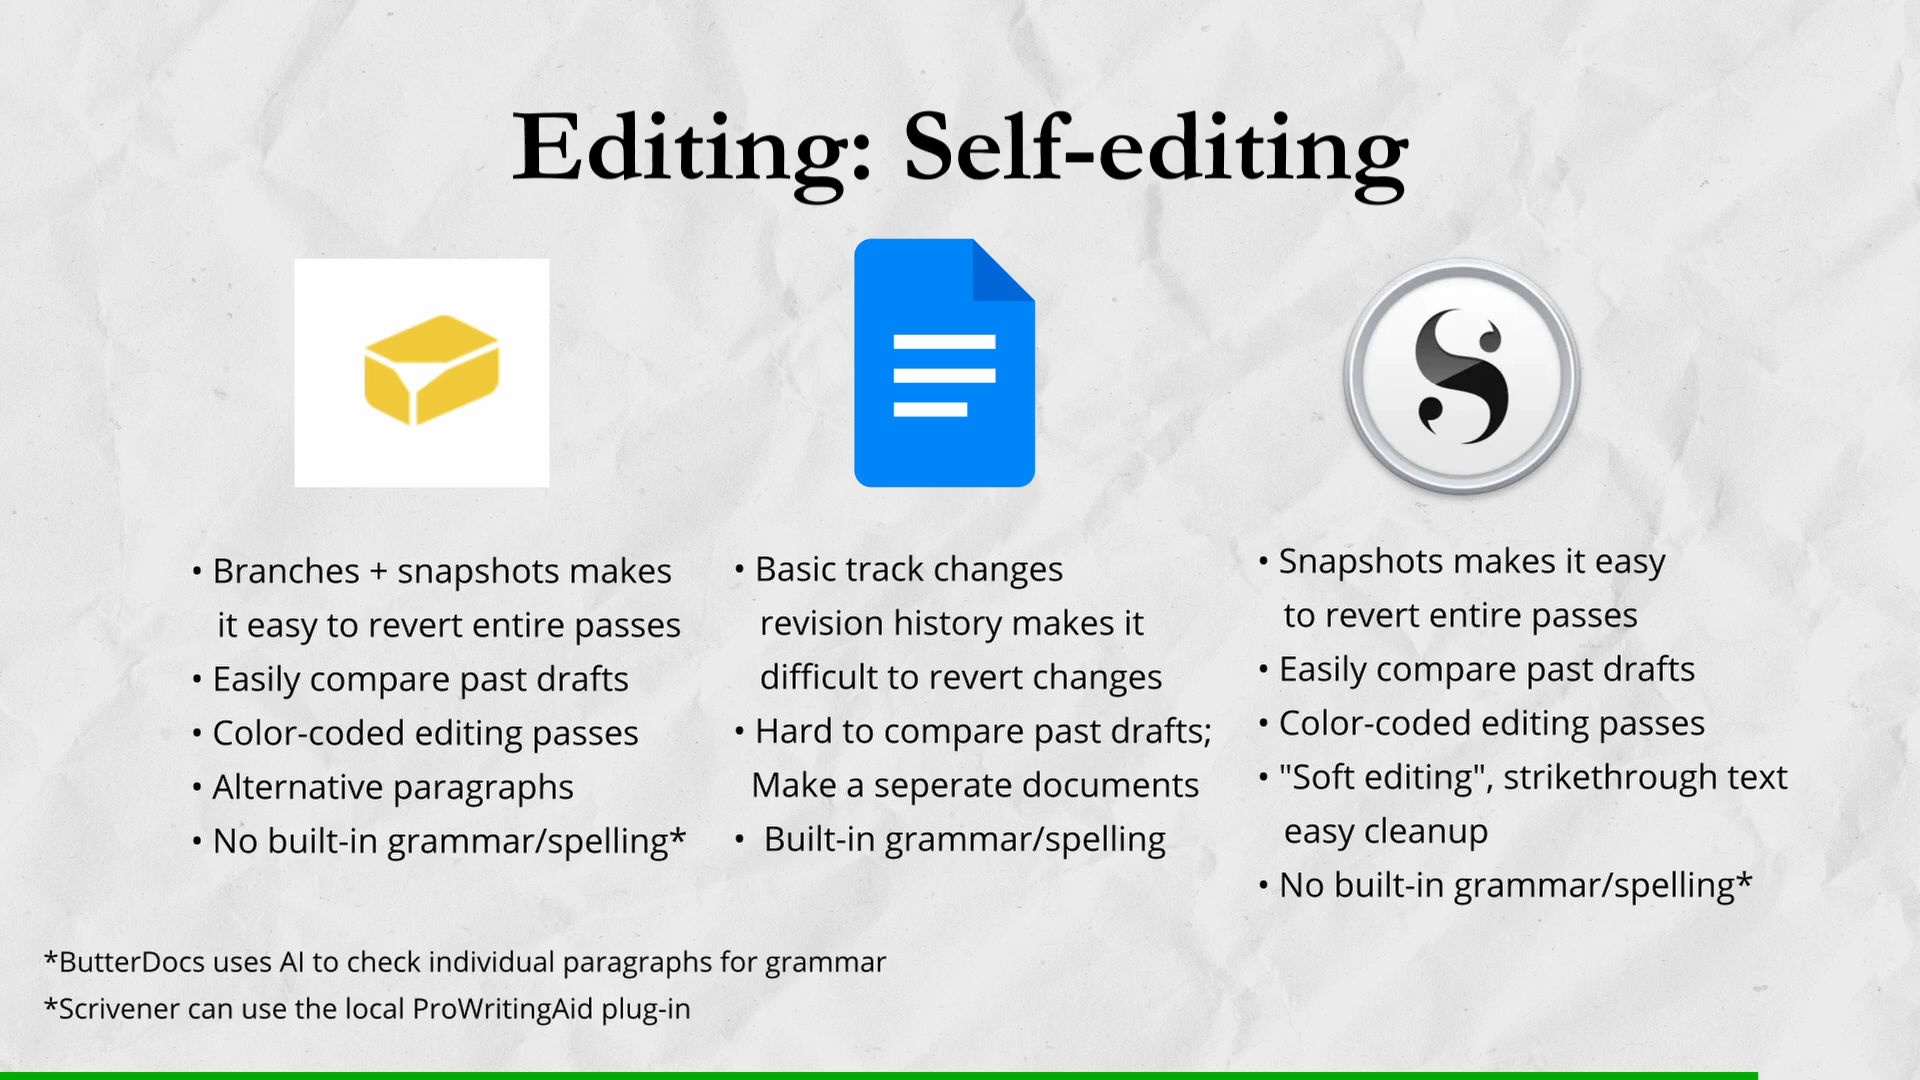 Editing: Self-editing
• Branches + snapshots makes
it easy to revert entire passes
• Easily compare past drafts
• Color-coded editing passes
• Alternative paragraphs
• No built-in grammar/spelling*
• Basic track changes
revision history makes it
difficult to revert changes
• Hard to compare past drafts;
Make a seperate documents
• Built-in grammar/spelling
• Snapshots makes it easy
to revert entire passes
• Easily compare past drafts
• Color-coded editing passes
• "Soft editing", strikethrough text
easy cleanup
• No built-in grammar/spelling*
*ButterDocs uses AI to check individual paragraphs for grammar
*Scrivener can use the local ProWritingAid plug-in